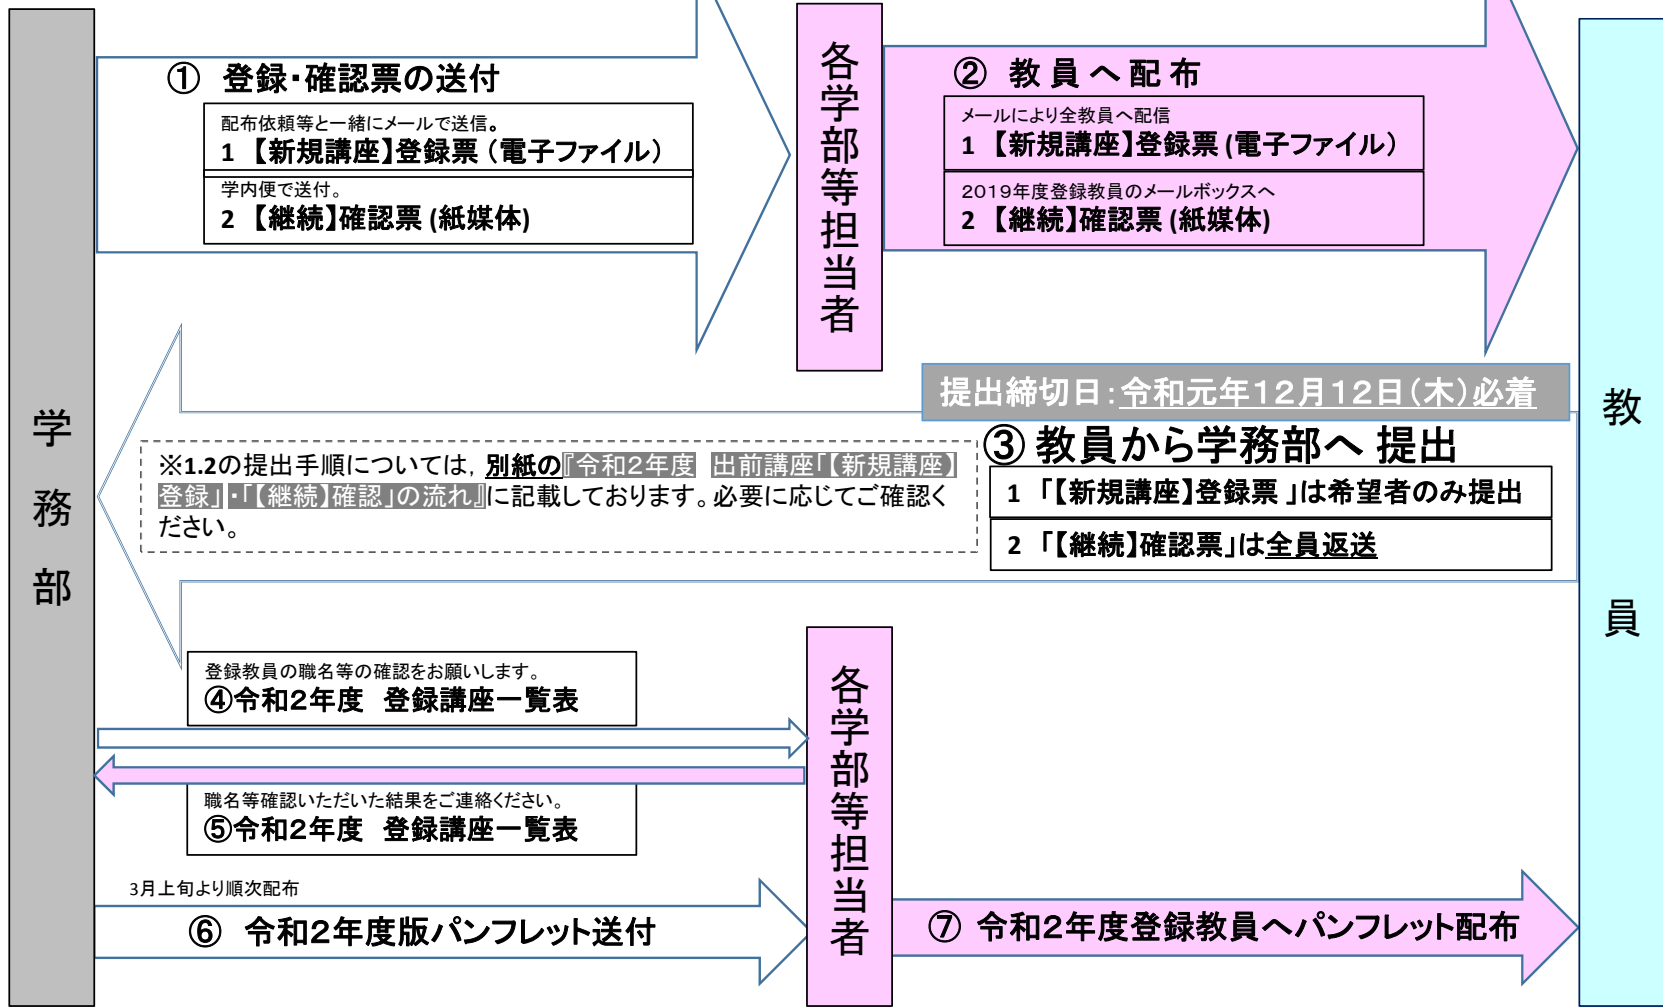 学務部
① 登録・確認票の送付
配布依頼等と一緒にメールで送信。
1 【新規講座】登録票（電子ファイル）
学内便で送付。
2 【継続】確認票(紙媒体)
各学部等担当者
② 教員へ配布
メールにより全教員へ配信
1 【新規講座】登録票(電子ファイル）
2019年度登録教員のメールボックスへ
2 【継続】確認票(紙媒体)
教員
提出締切日：令和元年12月12日（木）必着
③ 教員から学務部へ 提出
1 「【新規講座】登録票 」は希望者のみ提出
2 「【継続】確認票」は全員返送
※1.2の提出手順については, 別紙の『令和2年度 出前講座「【新規講座】
登録」・「【継続】確認」の流れ』に記載しております。必要に応じてご確認く
ださい。
登録教員の職名等の確認をお願いします。
④令和2年度 登録講座一覧表
職名等確認いただいた結果をご連絡ください。
⑤令和2年度 登録講座一覧表
各学部等担当者
3月上旬より順次配布
⑥ 令和2年度版パンフレット送付
⑦ 令和2年度登録教員へパンフレット配布